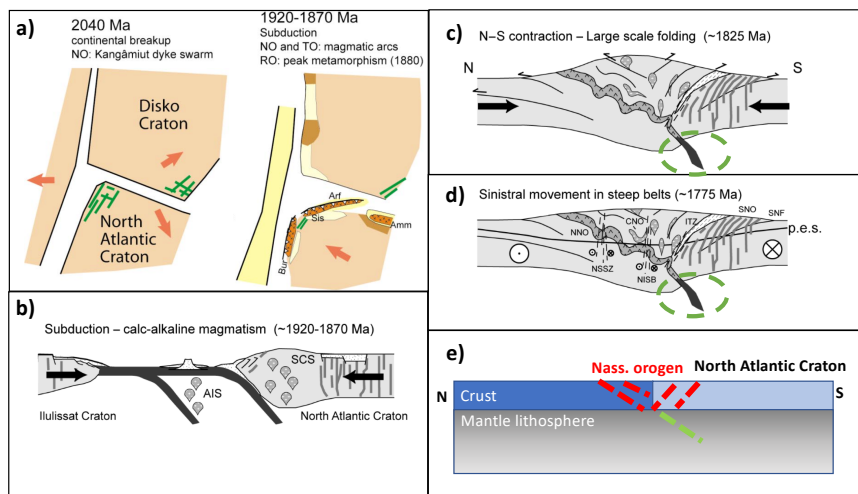 a)
2040 Ma
continental breakup
NO: Kangâmiut dyke swarm
Disko
Craton
North
Atlantic
Craton
1920-1870 Ma
Subduction
NO and TO: magmatic arcs
RO: peak metamorphism (1880)
Arf
Sis
Amm
Bur
b)
Subduction – calc-alkaline magmatism (~1920-1870 Ma)
SCS
AIS
Ilulissat Craton
North Atlantic Craton
c)
N–S contraction – Large scale folding (~1825 Ma)
N
S
d)
Sinistral movement in steep belts (~1775 Ma)
SNO
SNF
CNO
ITZ
NNO
p.e.s.
NSSZ
NISB
e)
Nass. orogen
North Atlantic Craton
N
S
Crust
Mantle lithosphere